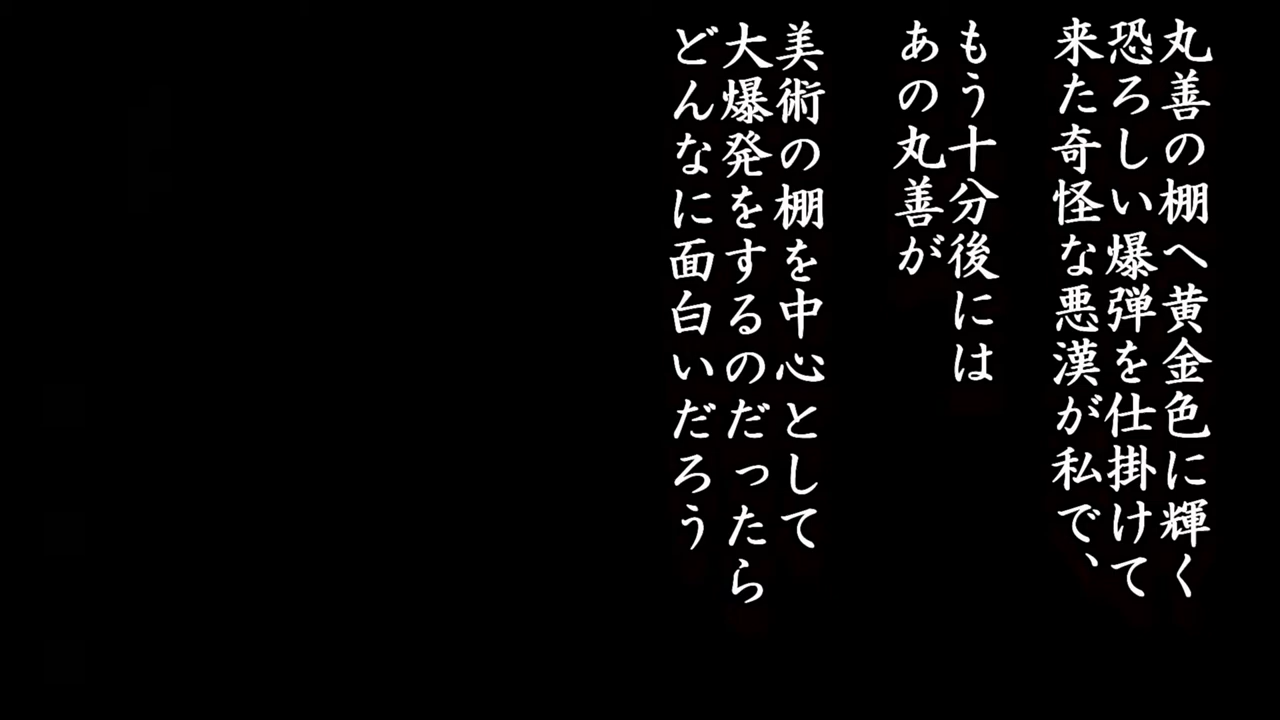 丸善の棚へ黄金色に輝く
恐ろしい爆弾を仕掛けて
来た奇怪な悪漢が私で、
もう十分後には
あの丸善が
美術の棚を中心として
大爆発をするのだったら
どんなに面白いだろう